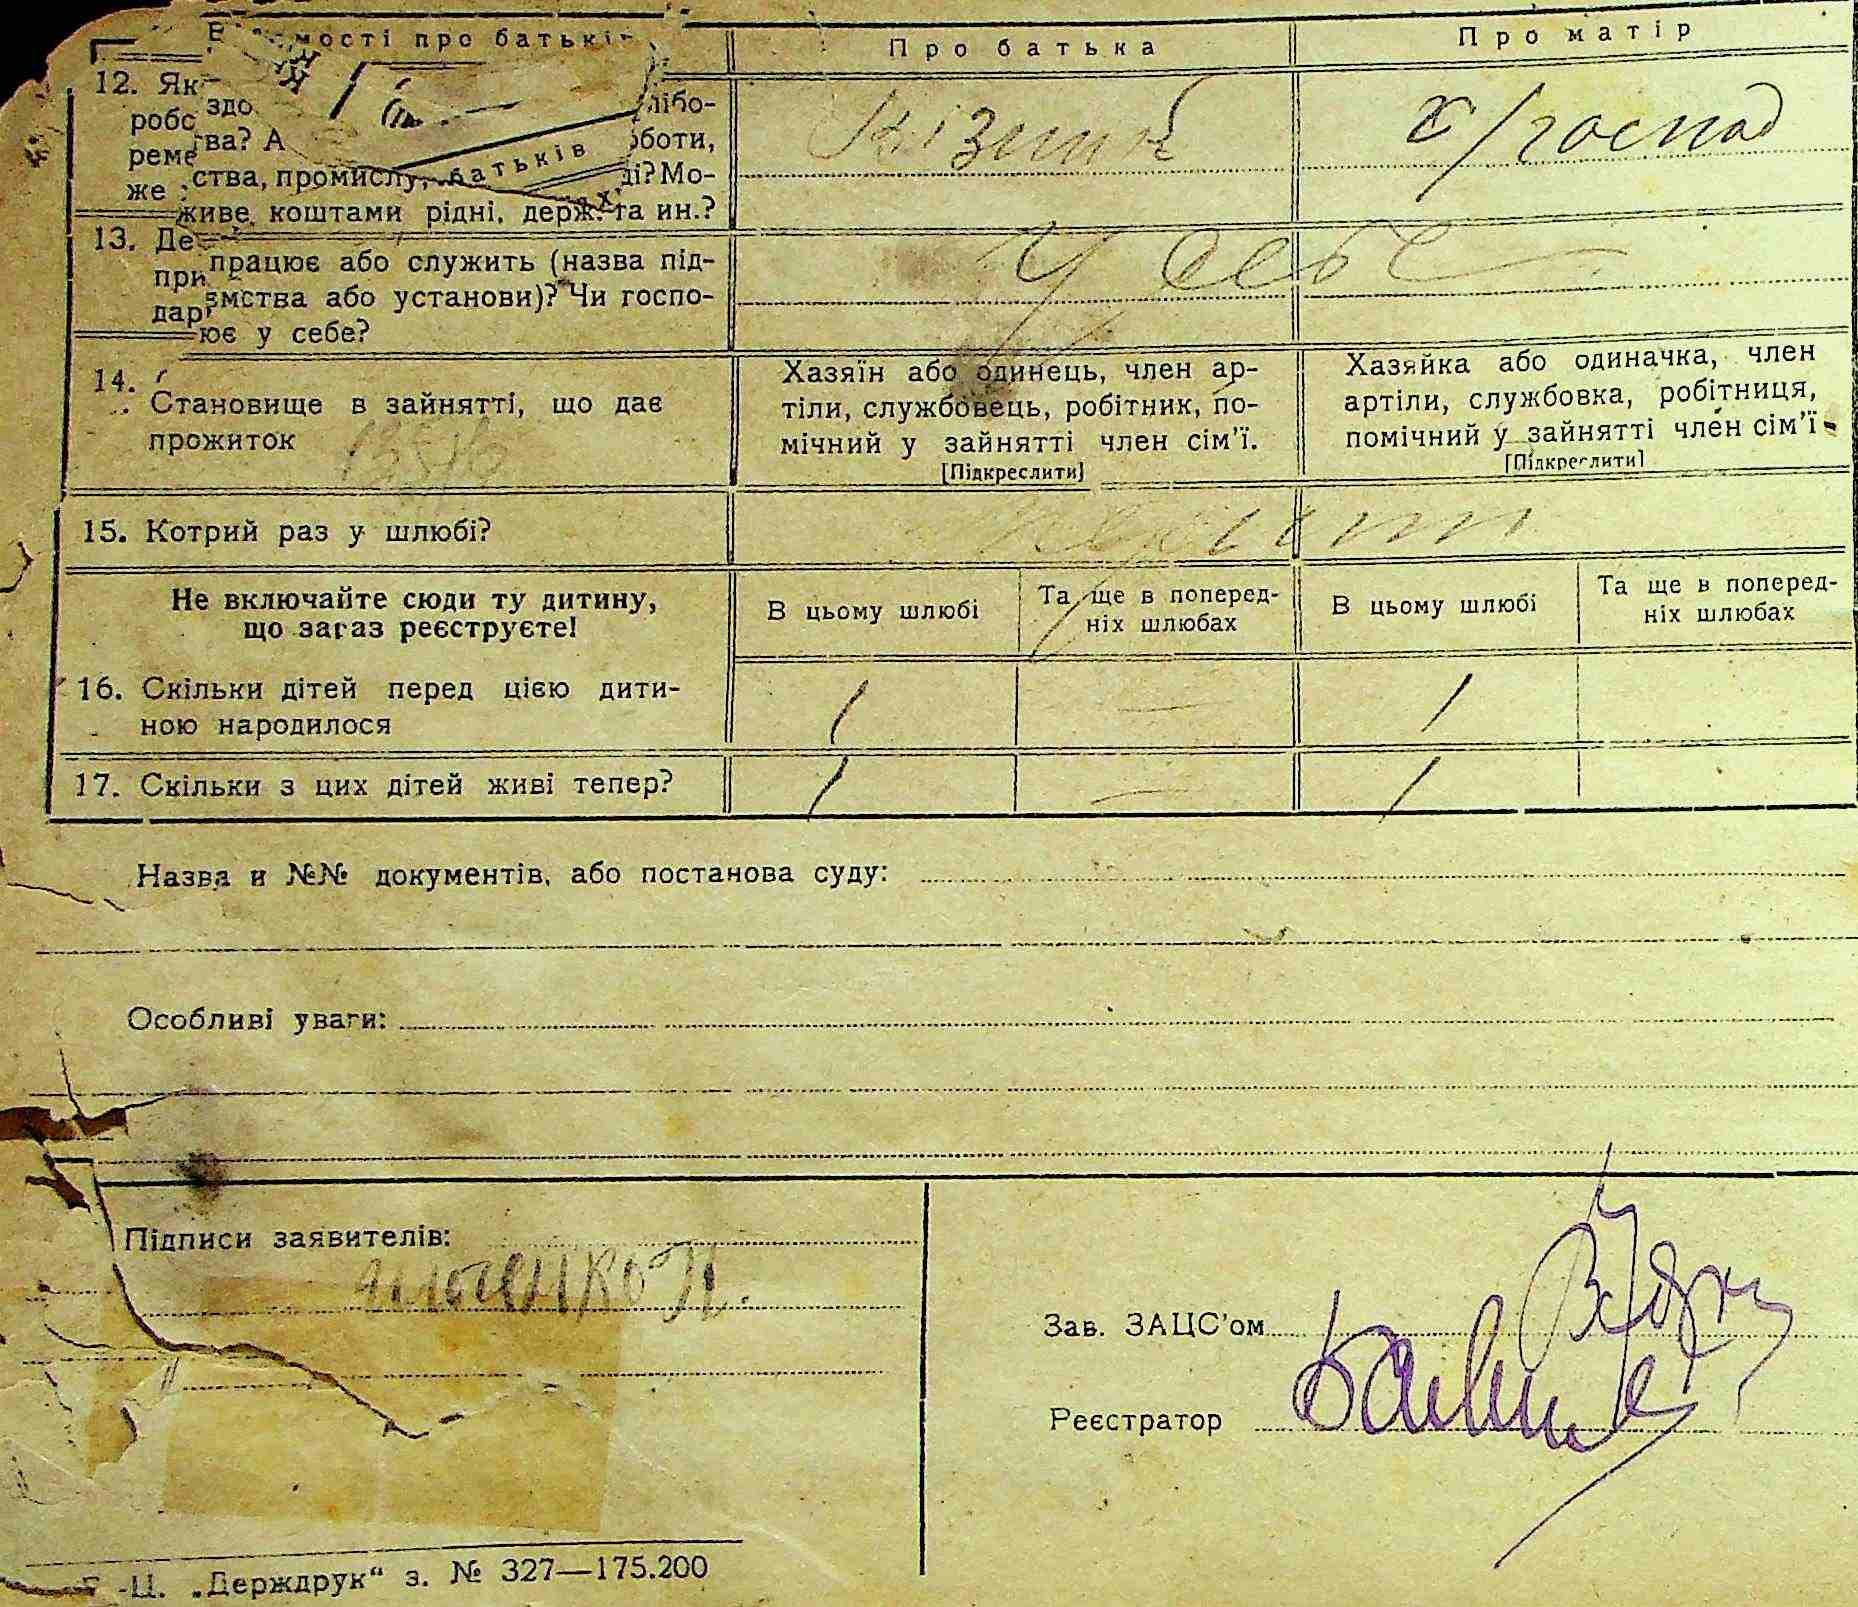 мості про батьків
Про батька
Про матір
12. Як
здо лібо-
робс тва? А оботи,
реме
ства, промислу, батьків ді? Мо-
же живе коштами рідні, держ. та ин.?
х/господ
13. Де працює або служить (назва під-
при ємства або установи)? Чи госпо-
дар ює у себе?
у себе
14. Становище в зайнятті, що дає
прожиток
Хазяїн або одинець, член ар-
тіли, службовець, робітник, по-
мічний у зайнятті член сім'ї.
[Підкреслити]
Хазяйка або одиначка, член
артіли, службовка, робітниця,
помічний у зайнятті член сім'ї
[Підкреслити]
15. Котрий раз у шлюбі?
Не включайте сюди ту дитину,
що зараз реєструєте!
В цьому шлюбі
Та ще в поперед-
ніх шлюбах
В цьому шлюбі
Та ще в поперед-
ніх шлюбах
16. Скільки дітей перед цією дити-
ною народилося
1 — 1
17. Скільки з цих дітей живі тепер?
1 — 1
Назва и №№ документів, або постанова суду:
Особливі уваги:
Підписи заявителів:
Зав. ЗАЦС'ом
Реєстратор
-Ц. „Держдрук“ з. № 327—175.200